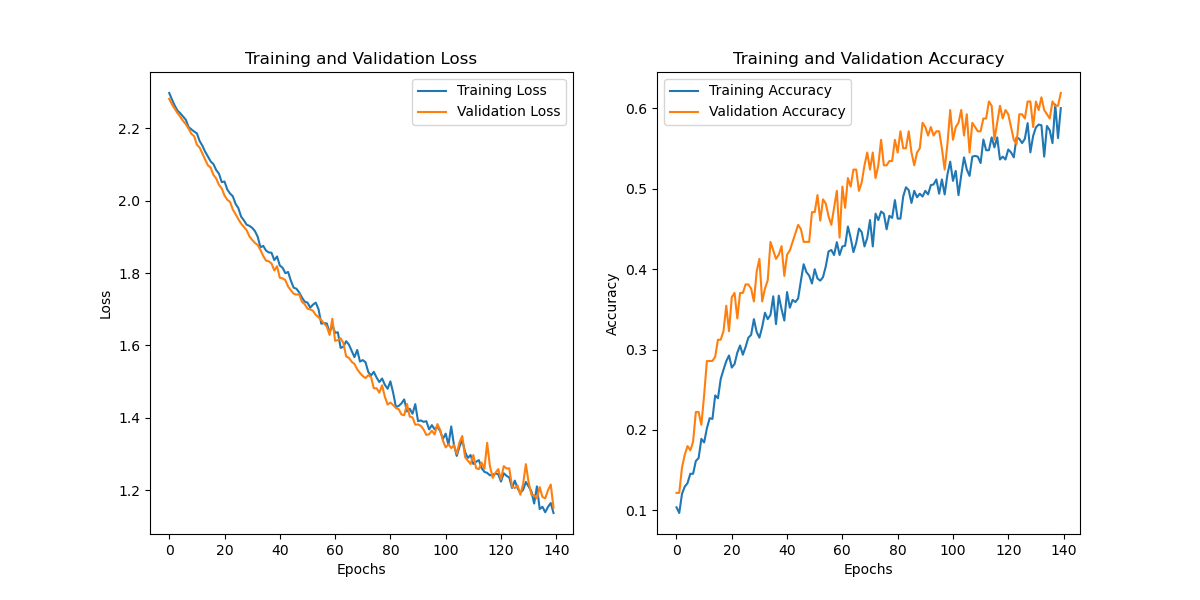 Training and Validation Loss
Training Loss
Validation Loss
2.2
2.0
1.8
1.6
1.4
1.2
Loss
0
20
40
60
80
100
120
140
Epochs
Training and Validation Accuracy
Training Accuracy
Validation Accuracy
0.6
0.5
0.4
0.3
0.2
0.1
Accuracy
0
20
40
60
80
100
120
140
Epochs